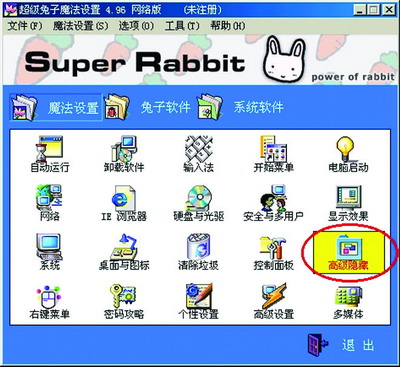 超级兔子魔法设置 4.96 网络版 (未注册)
文件(F) 魔法设置(S) 选项(O) 工具(T) 帮助(H)
Super Rabbit
power of rabbit
魔法设置 兔子软件 系统软件
自动运行 卸载软件 输入法 开始菜单 电脑启动
网络 IE 浏览器 硬盘与光驱 安全与多用户 显示效果
系统 桌面与图标 清除垃圾 控制面板 高级隐藏
右键菜单 密码攻略 个性设置 高级设置 多媒体
退 出